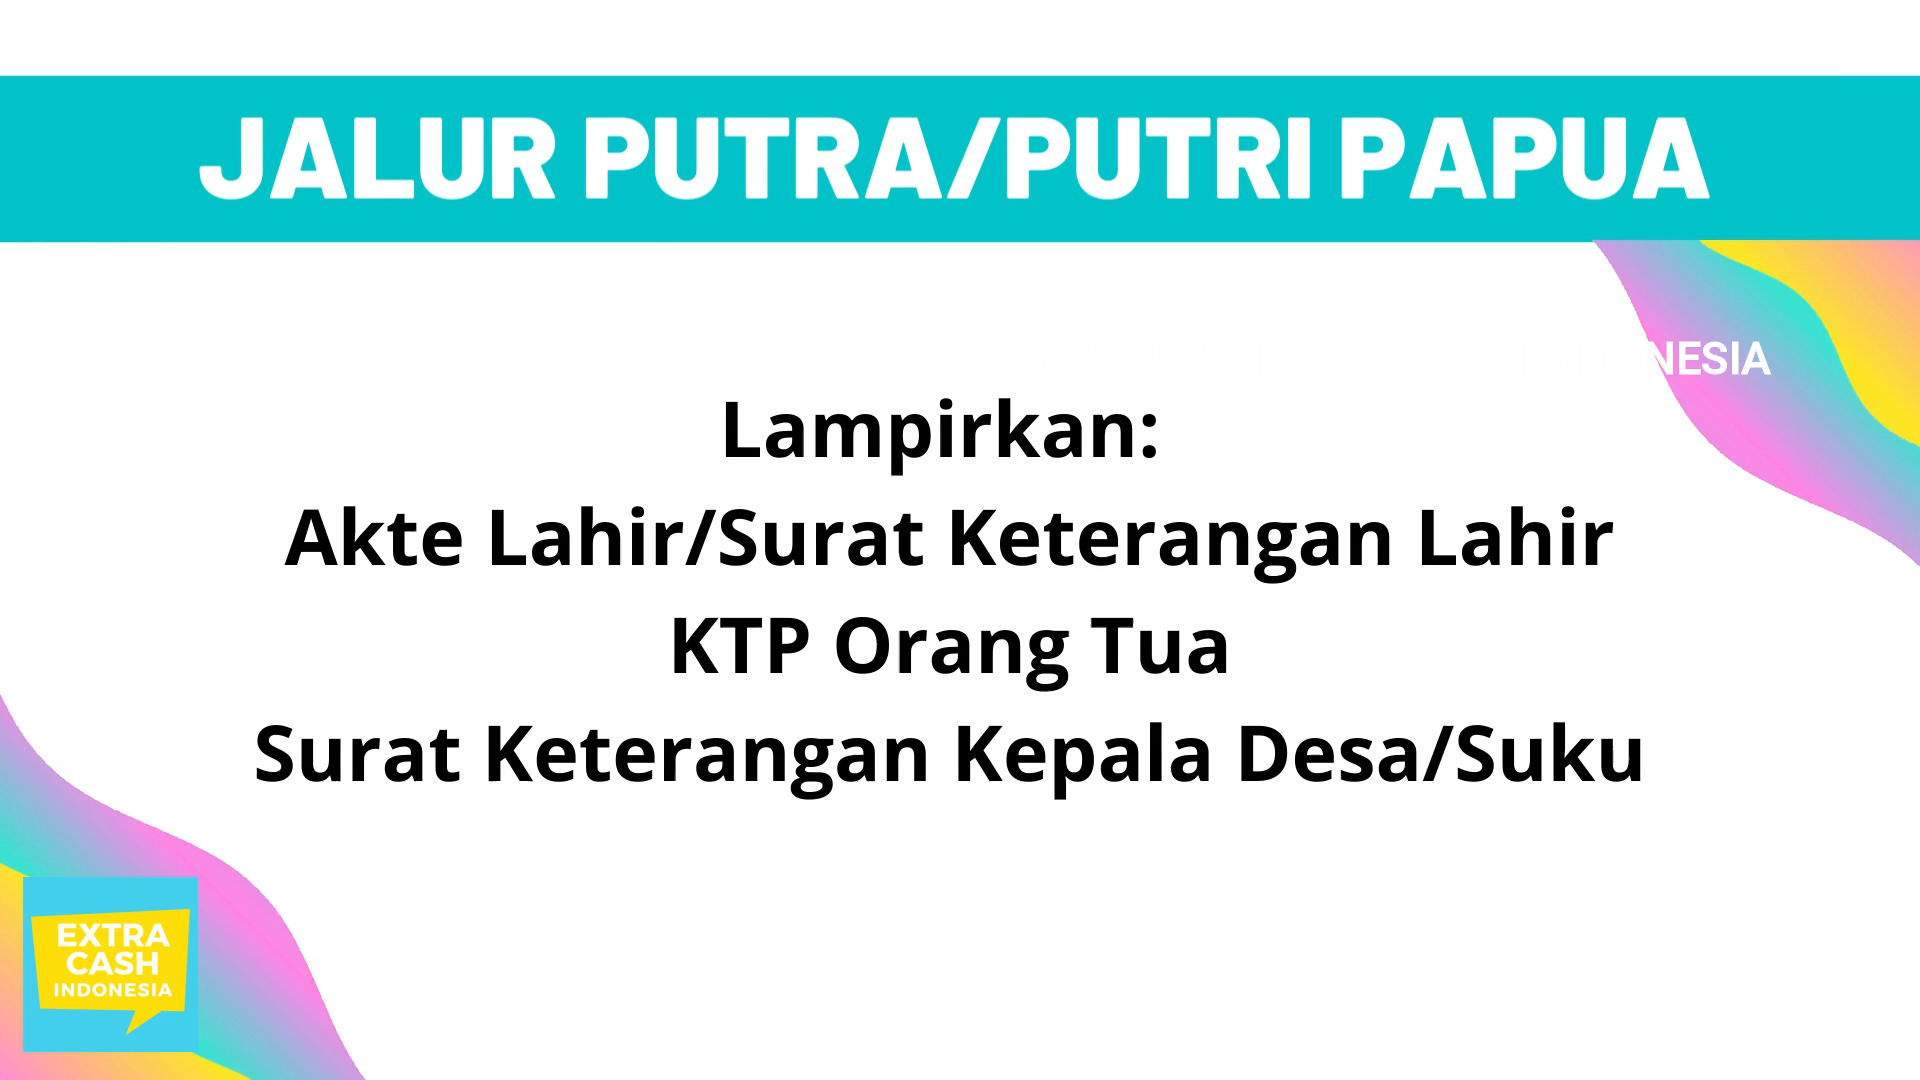 JALUR PUTRA/PUTRI PAPUA
NESIA
Lampirkan:
Akte Lahir/Surat Keterangan Lahir
KTP Orang Tua
Surat Keterangan Kepala Desa/Suku
EXTRA
CASH
INDONESIA